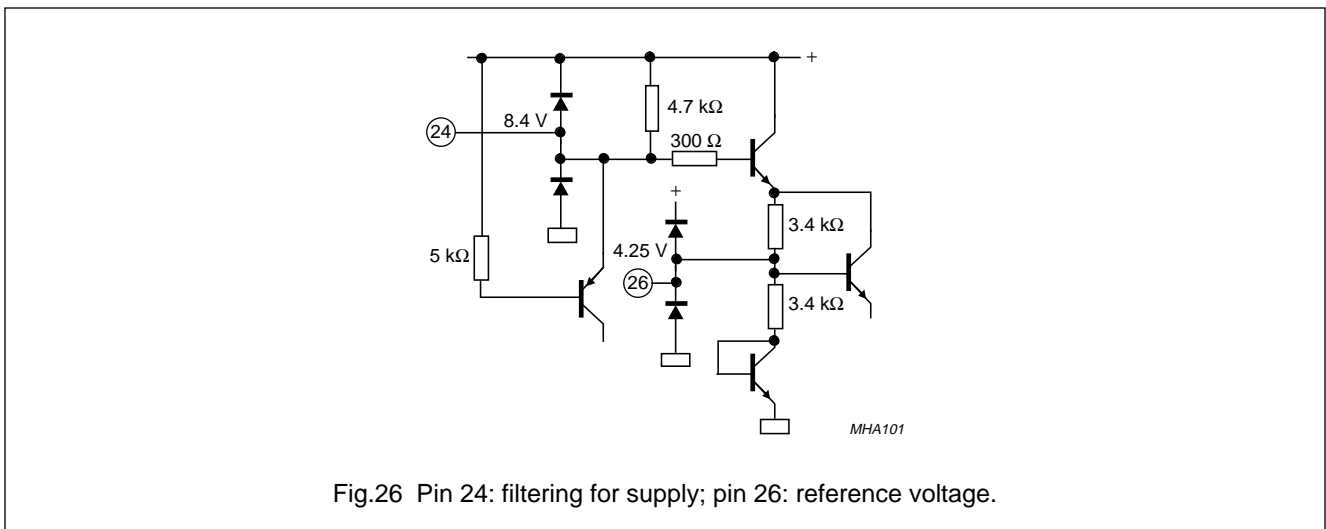 +
4.7 kΩ
8.4 V
24
300 Ω
+
3.4 kΩ
5 kΩ
4.25 V
26
3.4 kΩ
MHA101
Fig.26 Pin 24: filtering for supply; pin 26: reference voltage.